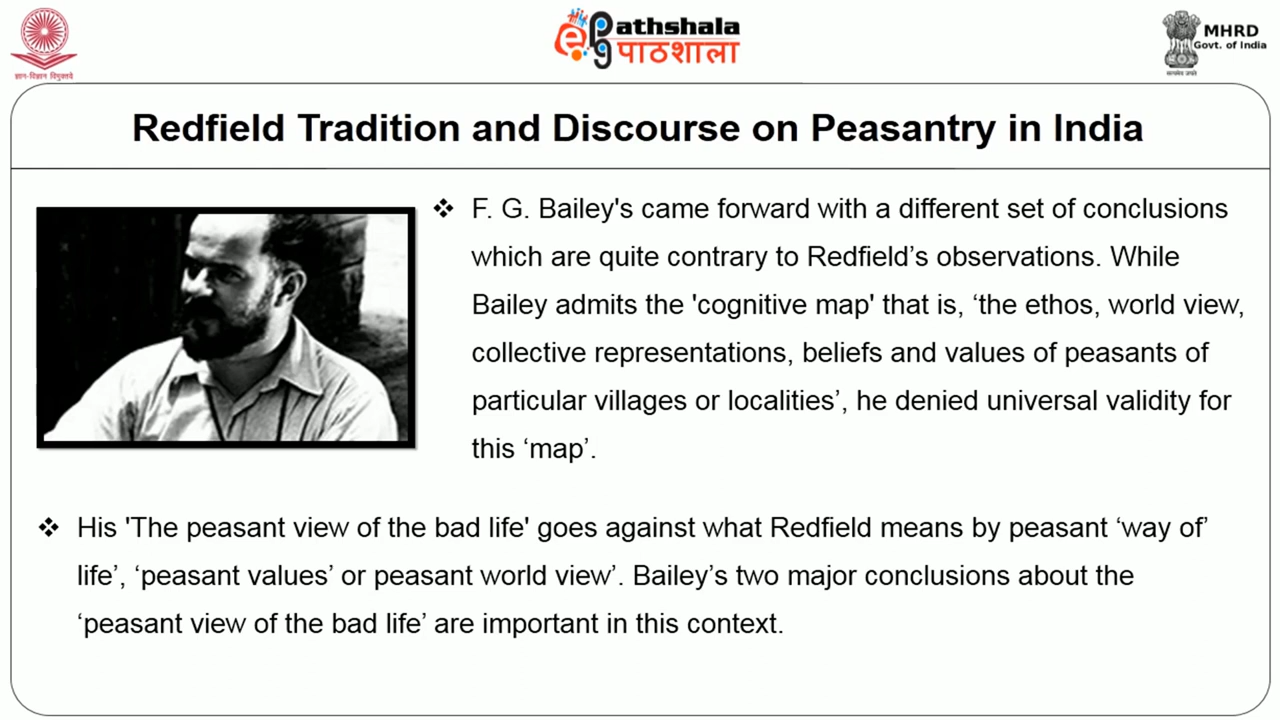 ज्ञान-विज्ञान विमुक्तये
ePathshala
पाठशाला
MHRD
Govt. of India
सत्यमेव जयते
Redfield Tradition and Discourse on Peasantry in India
❖ F. G. Bailey's came forward with a different set of conclusions
which are quite contrary to Redfield’s observations. While
Bailey admits the 'cognitive map' that is, ‘the ethos, world view,
collective representations, beliefs and values of peasants of
particular villages or localities’, he denied universal validity for
this ‘map’.
❖ His 'The peasant view of the bad life' goes against what Redfield means by peasant ‘way of’
life’, ‘peasant values’ or peasant world view’. Bailey’s two major conclusions about the
‘peasant view of the bad life’ are important in this context.